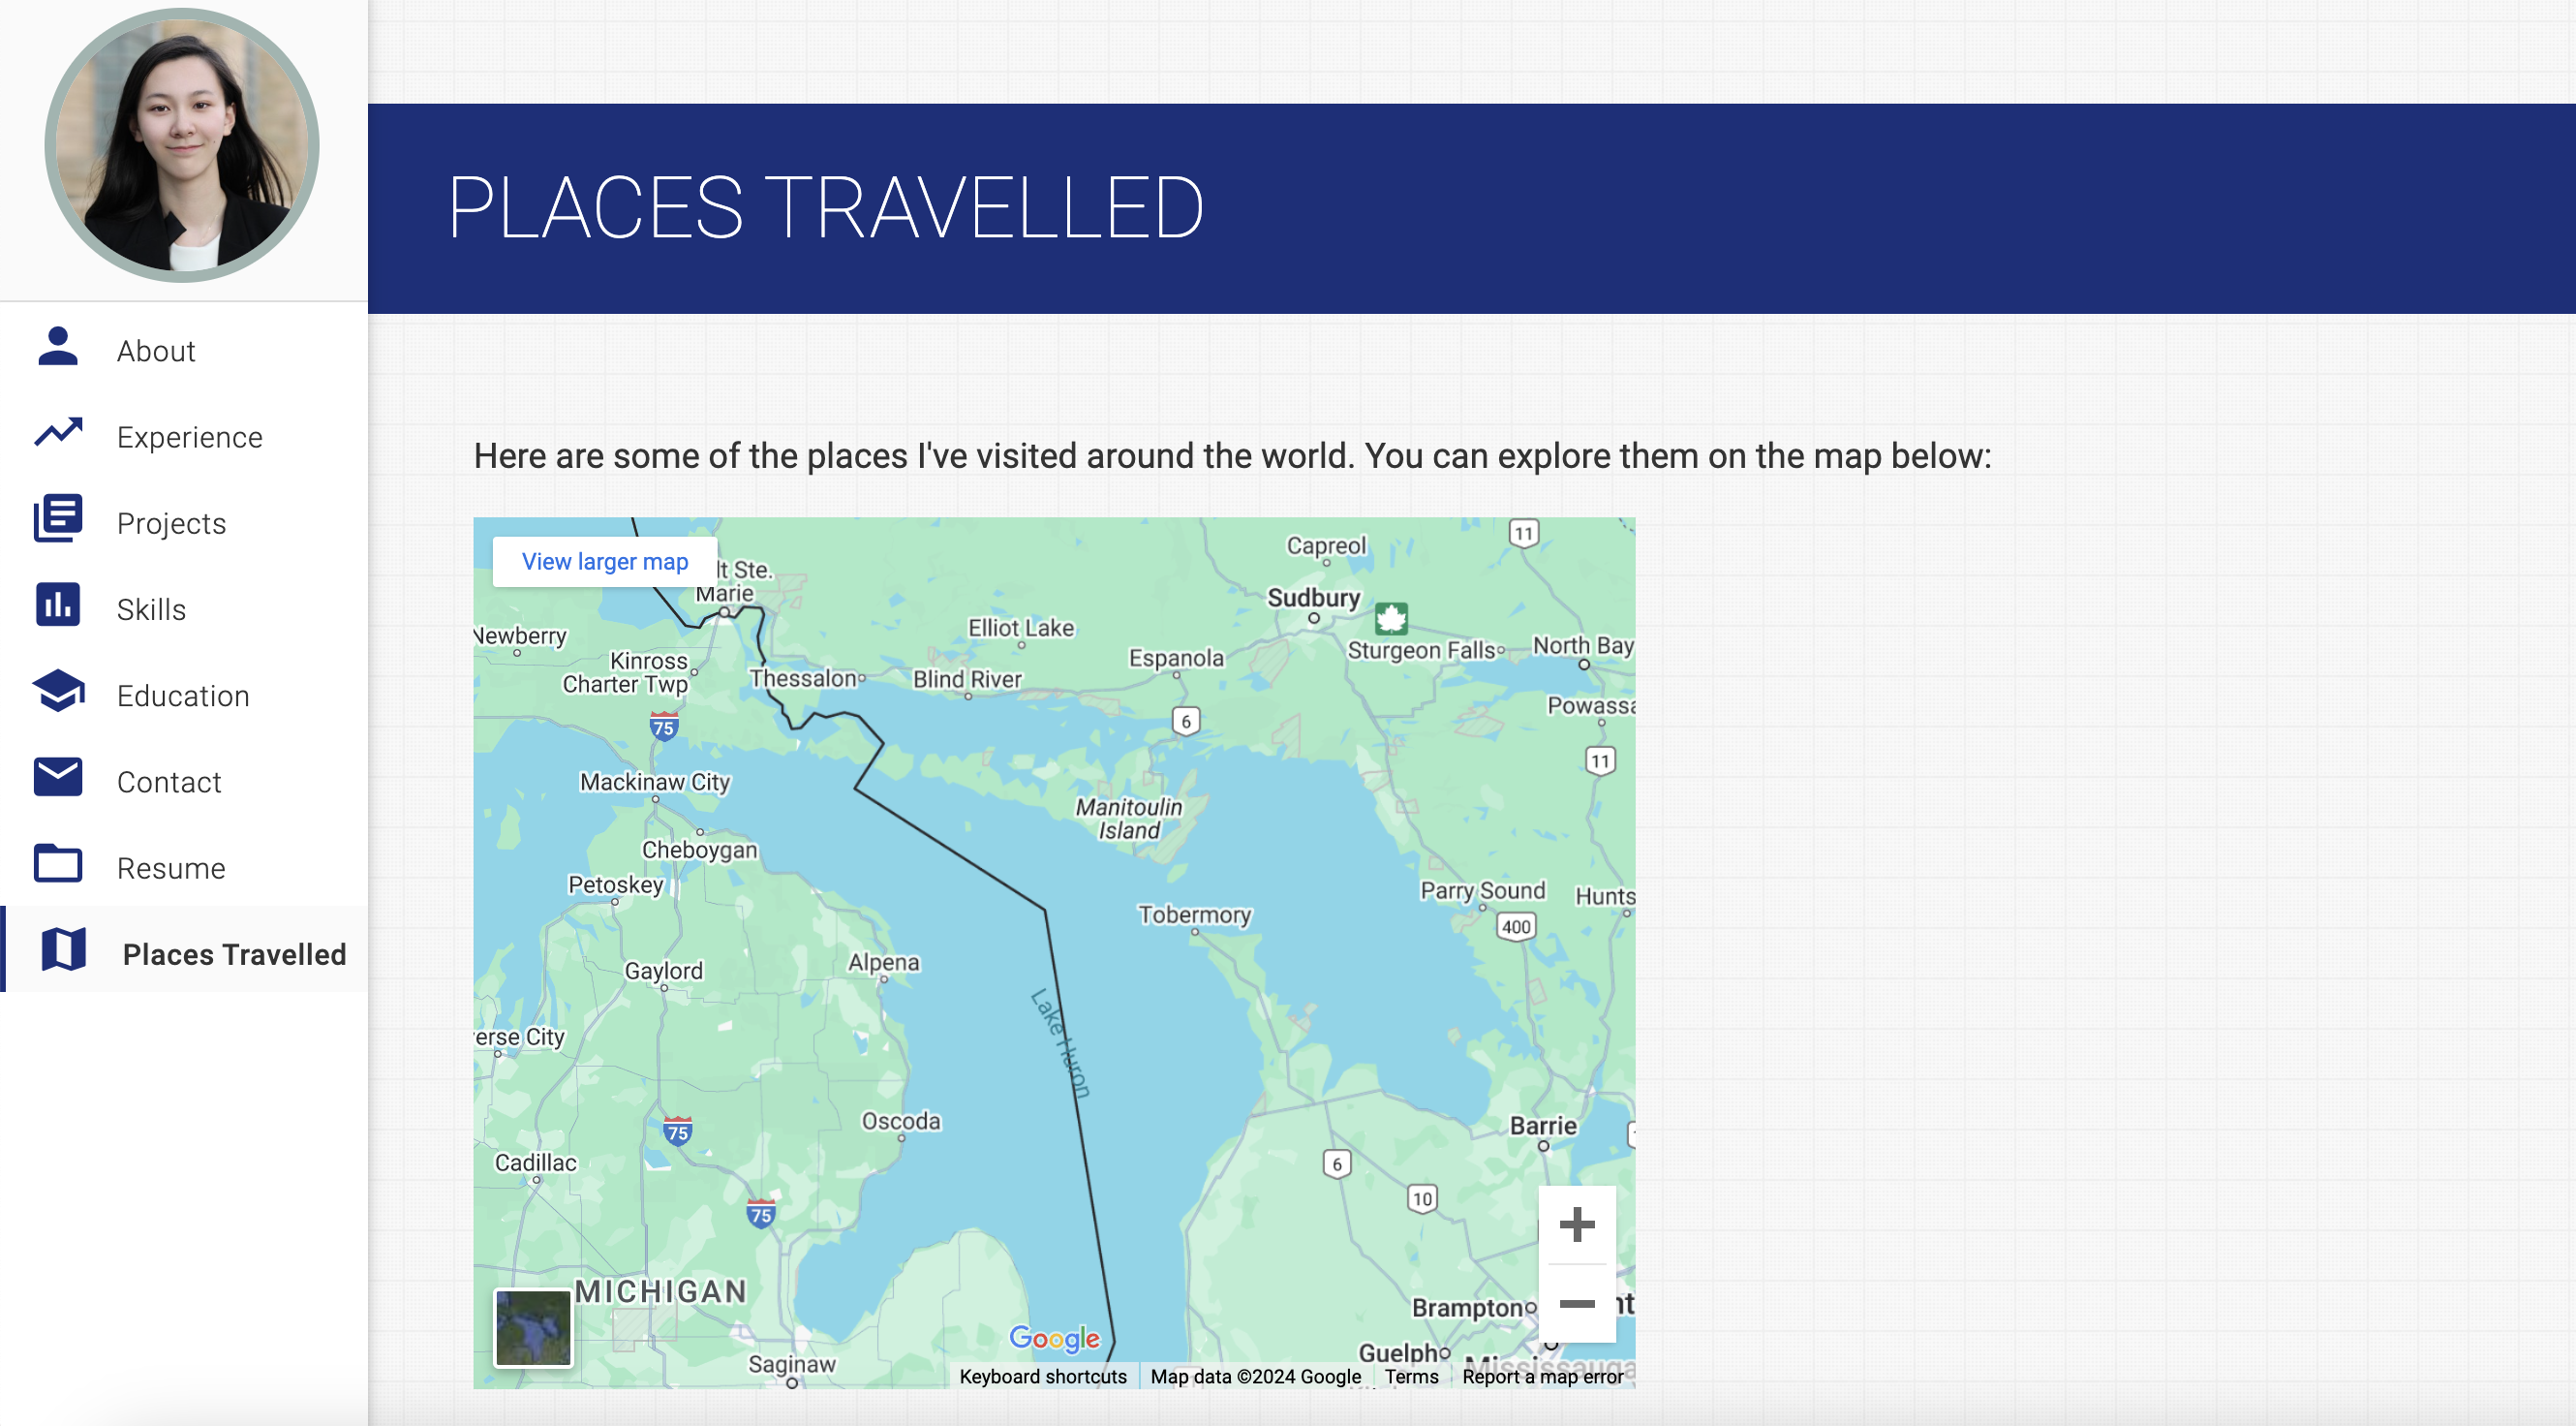 PLACES TRAVELLED
About
Experience
Projects
Skills
Education
Contact
Resume
Places Travelled
Here are some of the places I've visited around the world. You can explore them on the map below:
View larger map
lt Ste.
Marie
Newberry
Kinross
Charter Twp
Thessalon
Blind River
Elliot Lake
Espanola
Capreol
Sudbury
Sturgeon Falls
North Bay
11
75
6
Powassa
11
Mackinaw City
Manitoulin
Island
Cheboygan
Petoskey
Parry Sound
Hunts
Tobermory
400
Gaylord
Alpena
Lake Huron
erse City
75
Oscoda
Barrie
Cadillac
6
10
75
MICHIGAN
Brampton
nt
Google
Guelph
Mississauga
Saginaw
Keyboard shortcuts
Map data ©2024 Google
Terms
Report a map error